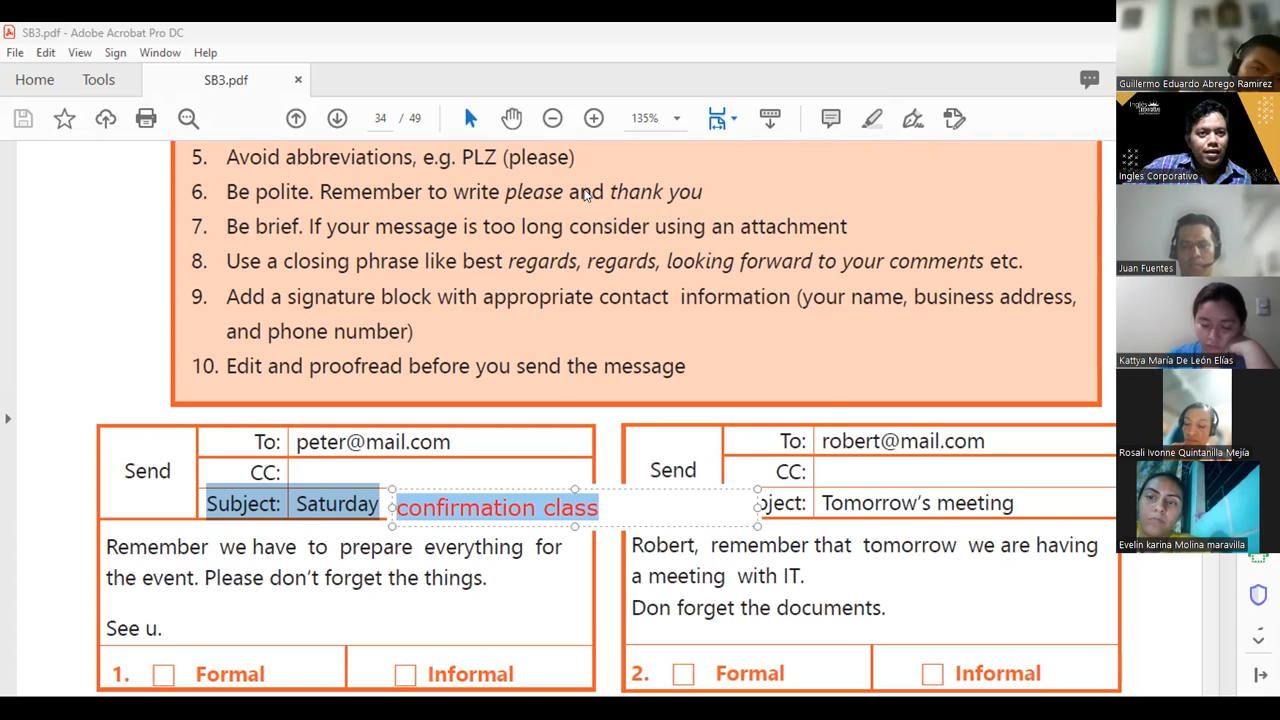 SB3.pdf - Adobe Acrobat Pro DC
File Edit View Sign Window Help
Home Tools SB3.pdf ×
34 / 49 135%
5. Avoid abbreviations, e.g. PLZ (please)
6. Be polite. Remember to write please and thank you
7. Be brief. If your message is too long consider using an attachment
8. Use a closing phrase like best regards, regards, looking forward to your comments etc.
9. Add a signature block with appropriate contact information (your name, business address,
and phone number)
10. Edit and proofread before you send the message
Send
To: peter@mail.com
CC:
Subject: Saturday confirmation class
Remember we have to prepare everything for
the event. Please don't forget the things.
See u.
1. Formal Informal
Send
To: robert@mail.com
CC:
bject: Tomorrow's meeting
Robert, remember that tomorrow we are having
a meeting with IT.
Don forget the documents.
2. Formal Informal
Guillermo Eduardo Abrego Ramirez
Inglés
Corporativo
Ingles Corporativo
Juan Fuentes
Kattya María De León Elías
Rosali Ivonne Quintanilla Mejía
Evelin karina Molina maravilla